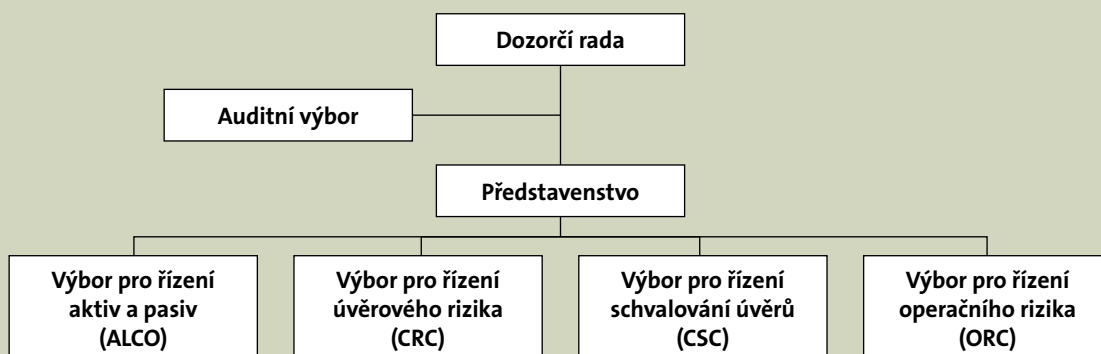 Dozorčí rada
Auditní výbor
Představenstvo
Výbor pro řízení
aktiv a pasiv
(ALCO)
Výbor pro řízení
úvěrového rizika
(CRC)
Výbor pro řízení
schvalování úvěrů
(CSC)
Výbor pro řízení
operačního rizika
(ORC)